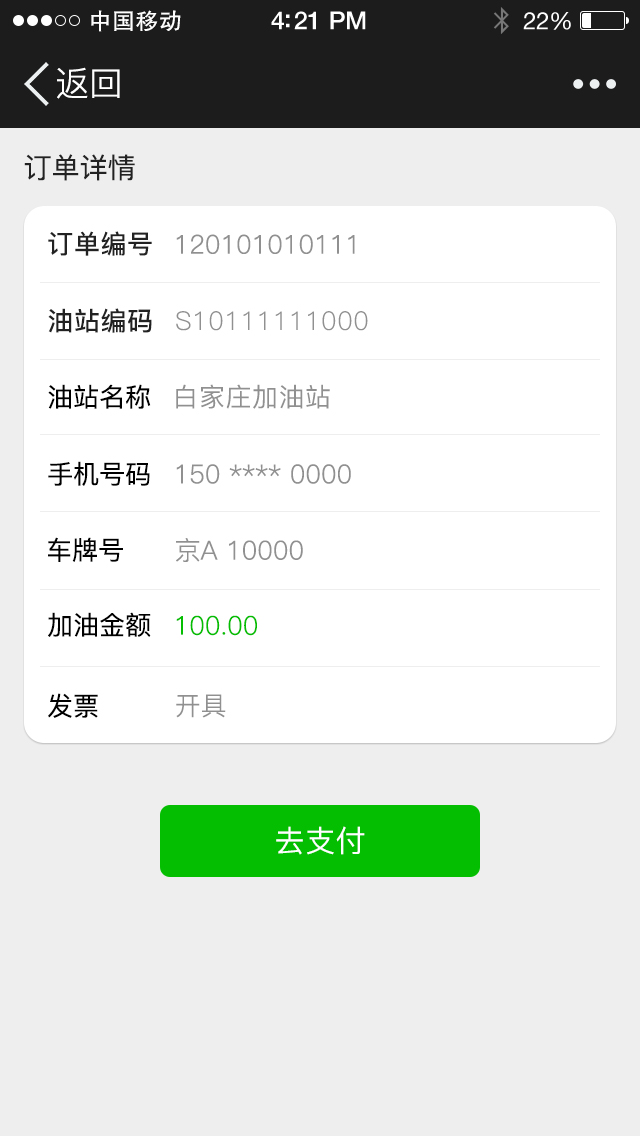 中国移动 4:21 PM 22%
返回
订单详情
订单编号 120101010111
油站编码 S10111111000
油站名称 白家庄加油站
手机号码 150 **** 0000
车牌号 京A 10000
加油金额 100.00
发票 开具
去支付